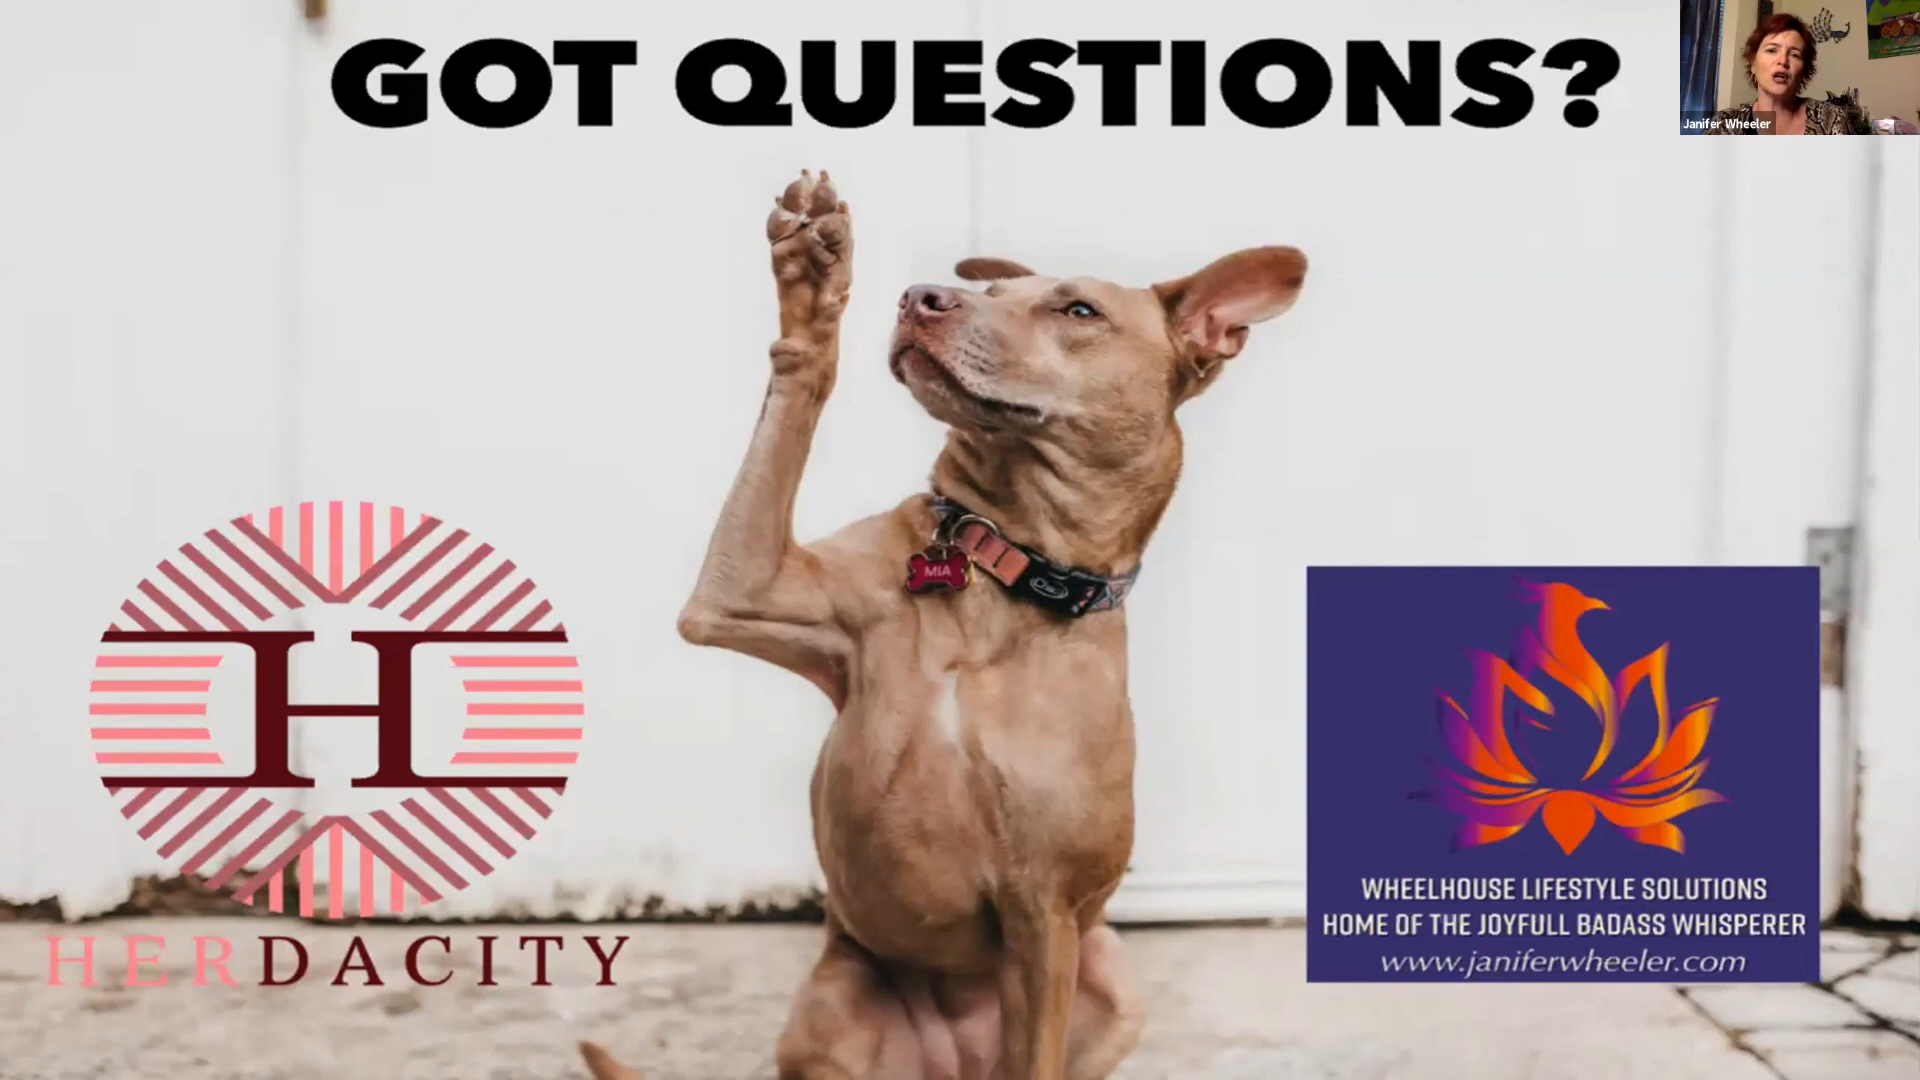 GOT QUESTIONS?
Janifer Wheeler
MIA
H
HERDACITY
WHEELHOUSE LIFESTYLE SOLUTIONS
HOME OF THE JOYFULL BADASS WHISPERER
www.janiferwheeler.com